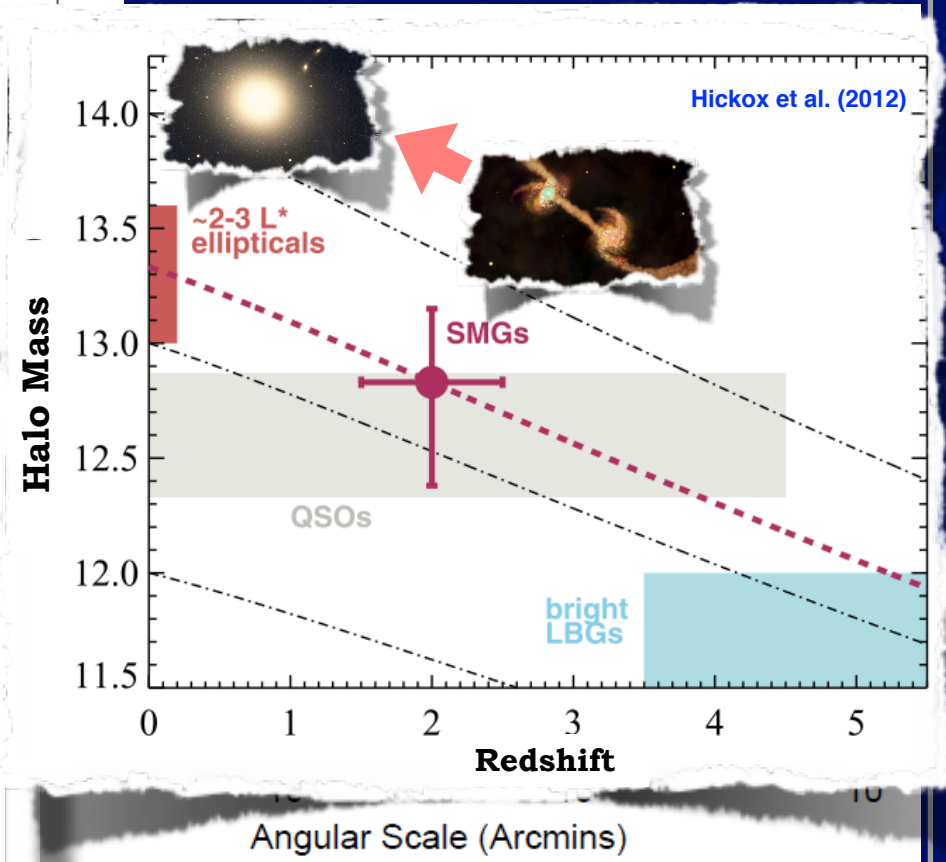 Hickox et al. (2012)
14.0
13.5
13.0
12.5
12.0
11.5
Halo Mass
~2-3 L*
ellipticals
SMGs
QSOs
bright
LBGs
0 1 2 3 4 5
Redshift
10
Angular Scale (Arcmins)